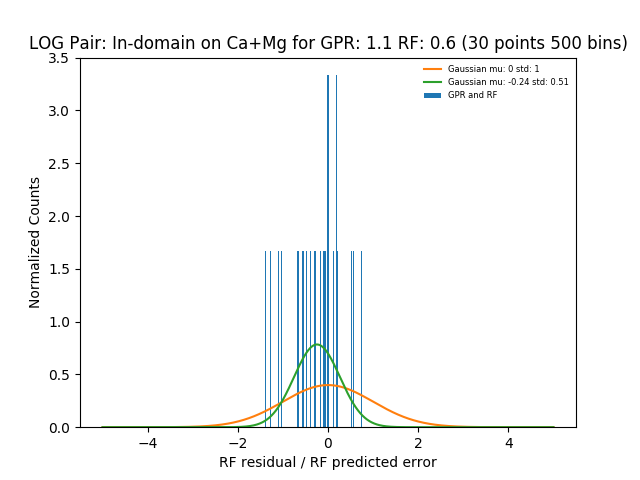 LOG Pair: In-domain on Ca+Mg for GPR: 1.1 RF: 0.6 (30 points 500 bins)
Gaussian mu: 0 std: 1
Gaussian mu: -0.24 std: 0.51
GPR and RF
Normalized Counts
3.5
3.0
2.5
2.0
1.5
1.0
0.5
0.0
−4 −2 0 2 4
RF residual / RF predicted error